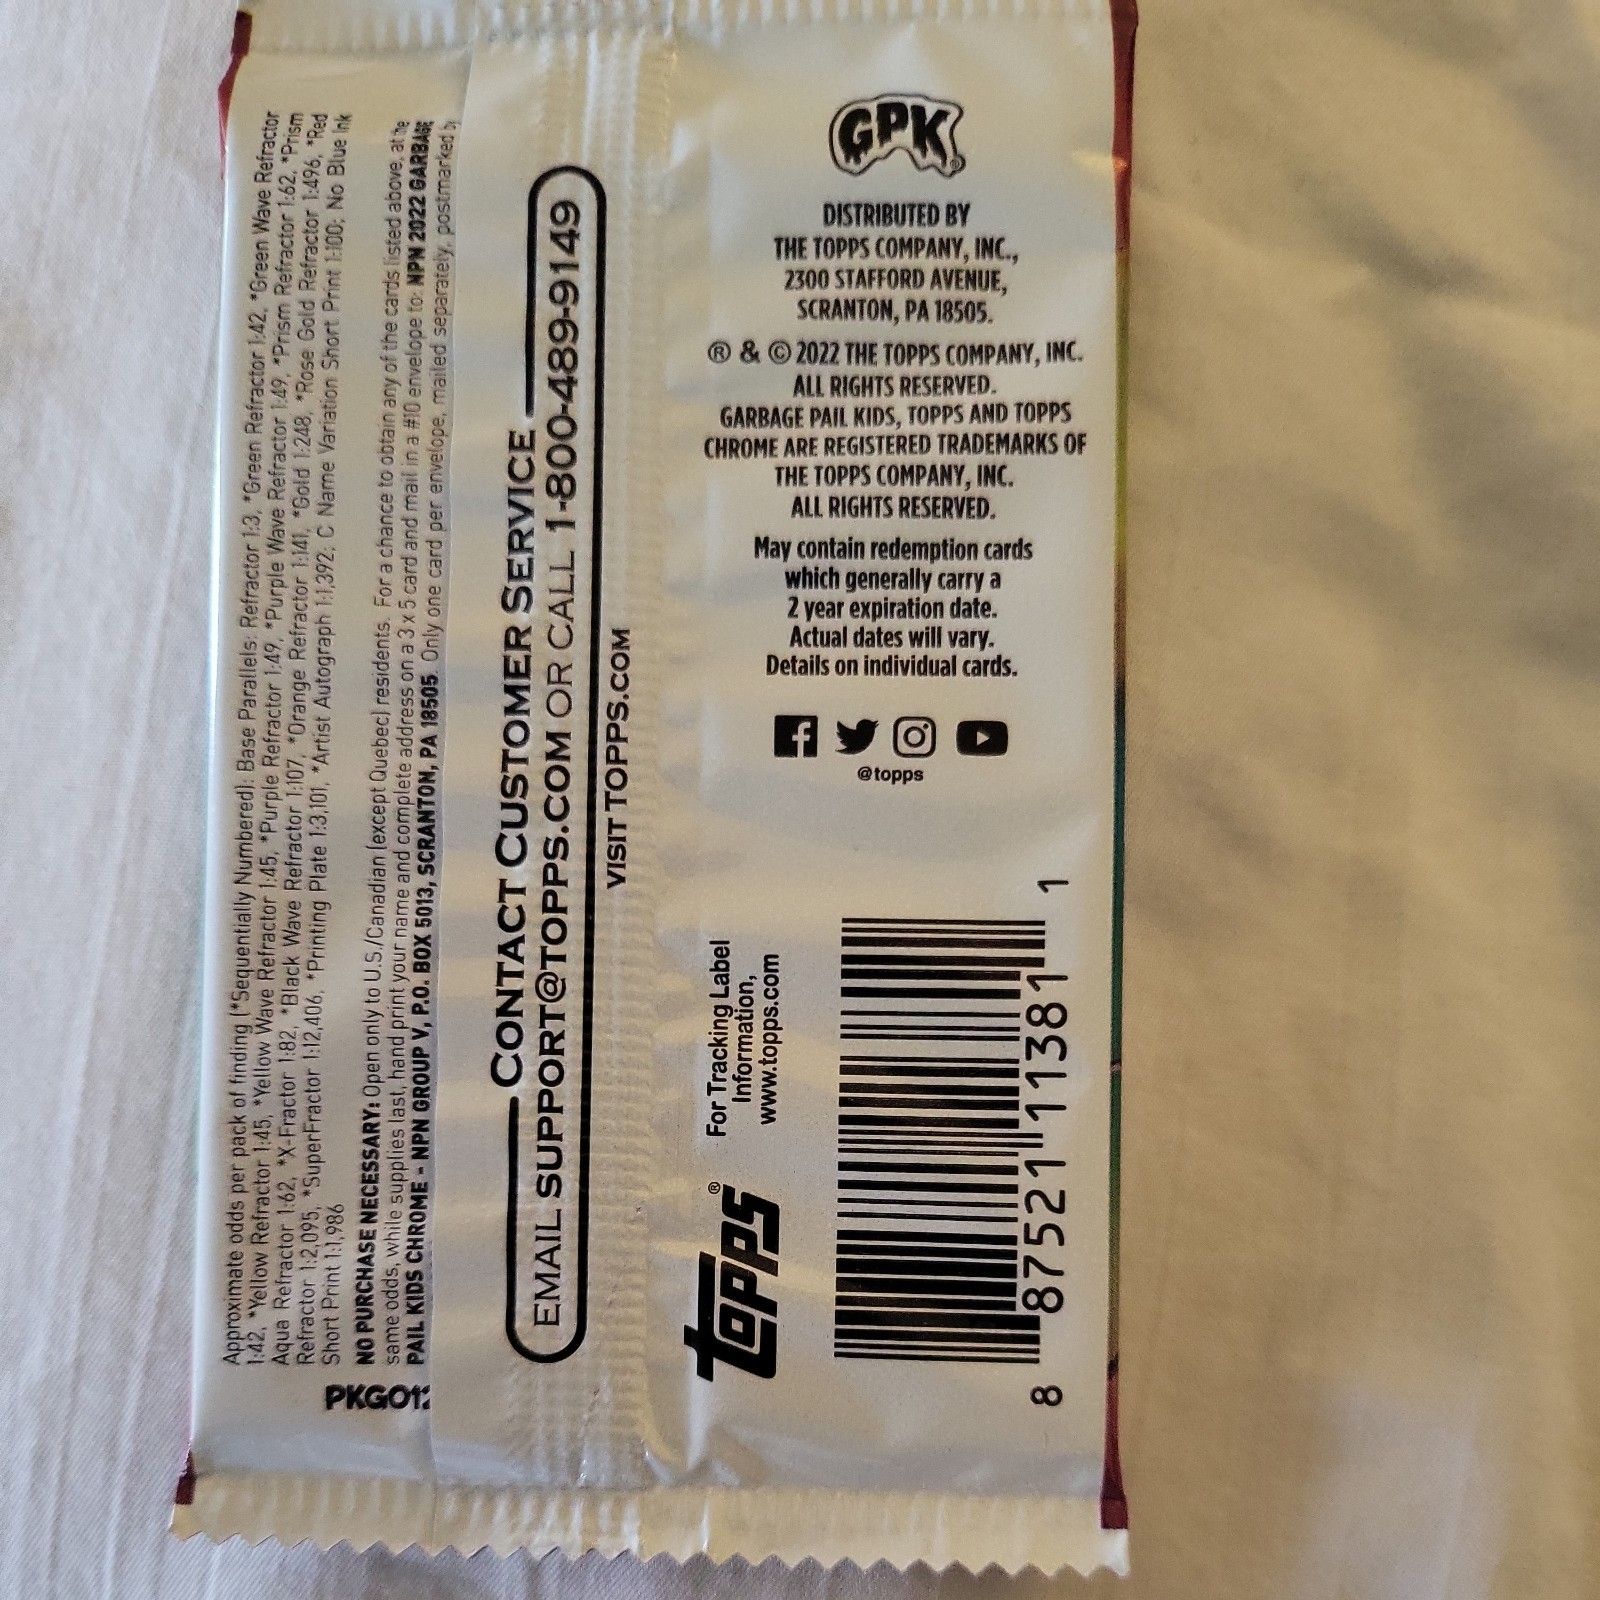 Approximate odds per pack of finding (*Sequentially Numbered): Base Parallels: Refractor 1:3, *Green Refractor 1:42, *Green Wave Refractor
1:42, *Yellow Refractor 1:45, *Yellow Wave Refractor 1:45, *Purple Refractor 1:49, *Purple Wave Refractor 1:49, *Prism Refractor 1:62, *Prism
Aqua Refractor 1:62, *X-Fractor 1:82, *Black Wave Refractor 1:107, *Orange Refractor 1:141, *Gold 1:248, *Rose Gold Refractor 1:496, *Red
Refractor 1:2,095, *SuperFractor 1:12,406, *Printing Plate 1:3,101, *Artist Autograph 1:1,392; C Name Variation Short Print 1:100; No Blue Ink
Short Print 1:1,986
NO PURCHASE NECESSARY: Open only to U.S./Canadian (except Quebec) residents. For a chance to obtain any of the cards listed above, at the
same odds, while supplies last, hand print your name and complete address on a 3 x 5 card and mail in a #10 envelope to: NPN 2022 GARBAGE
PAIL KIDS CHROME - NPN GROUP V, P.O. BOX 5013, SCRANTON, PA 18505. Only one card per envelope, mailed separately, postmarked by
PKG01
CONTACT CUSTOMER SERVICE
EMAIL SUPPORT@TOPPS.COM OR CALL 1-800-489-9149
VISIT TOPPS.COM
topps®
For Tracking Label
Information,
www.topps.com
8 87521 11381 1
GPK®
DISTRIBUTED BY
THE TOPPS COMPANY, INC.,
2300 STAFFORD AVENUE,
SCRANTON, PA 18505.
® & © 2022 THE TOPPS COMPANY, INC.
ALL RIGHTS RESERVED.
GARBAGE PAIL KIDS, TOPPS AND TOPPS
CHROME ARE REGISTERED TRADEMARKS OF
THE TOPPS COMPANY, INC.
ALL RIGHTS RESERVED.
May contain redemption cards
which generally carry a
2 year expiration date.
Actual dates will vary.
Details on individual cards.
@topps